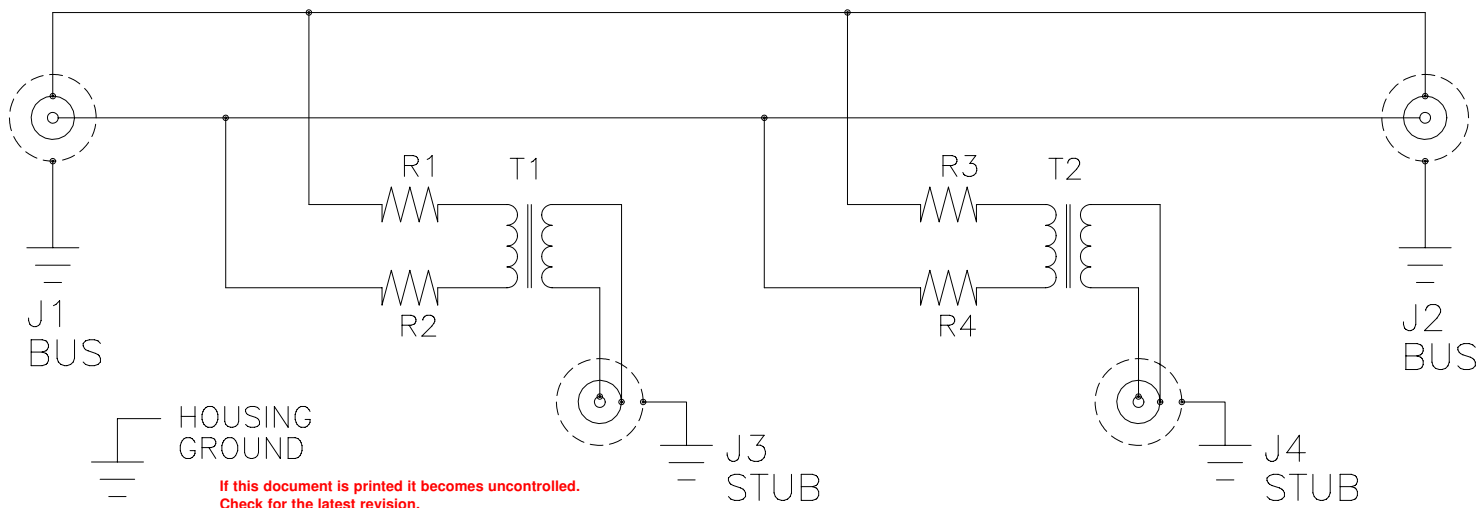 R1
T1
R3
T2
R2
R4
J1
BUS
J2
BUS
HOUSING
GROUND
J3
STUB
J4
STUB
If this document is printed it becomes uncontrolled.
Check for the latest revision.